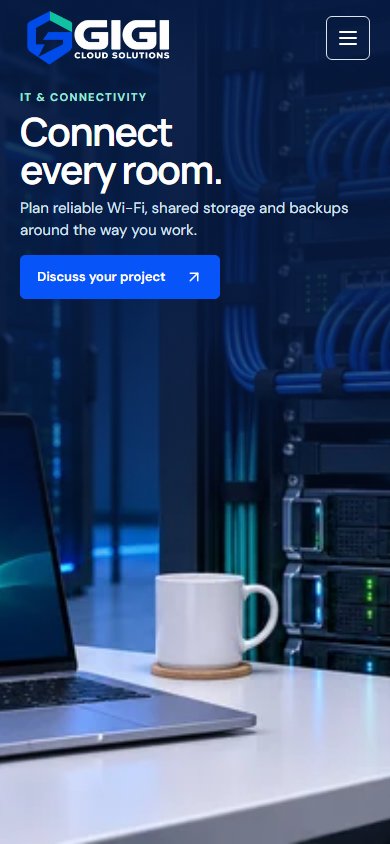 GIGI
CLOUD SOLUTIONS
IT & CONNECTIVITY
Connect
every room.
Plan reliable Wi-Fi, shared storage and backups
around the way you work.
Discuss your project